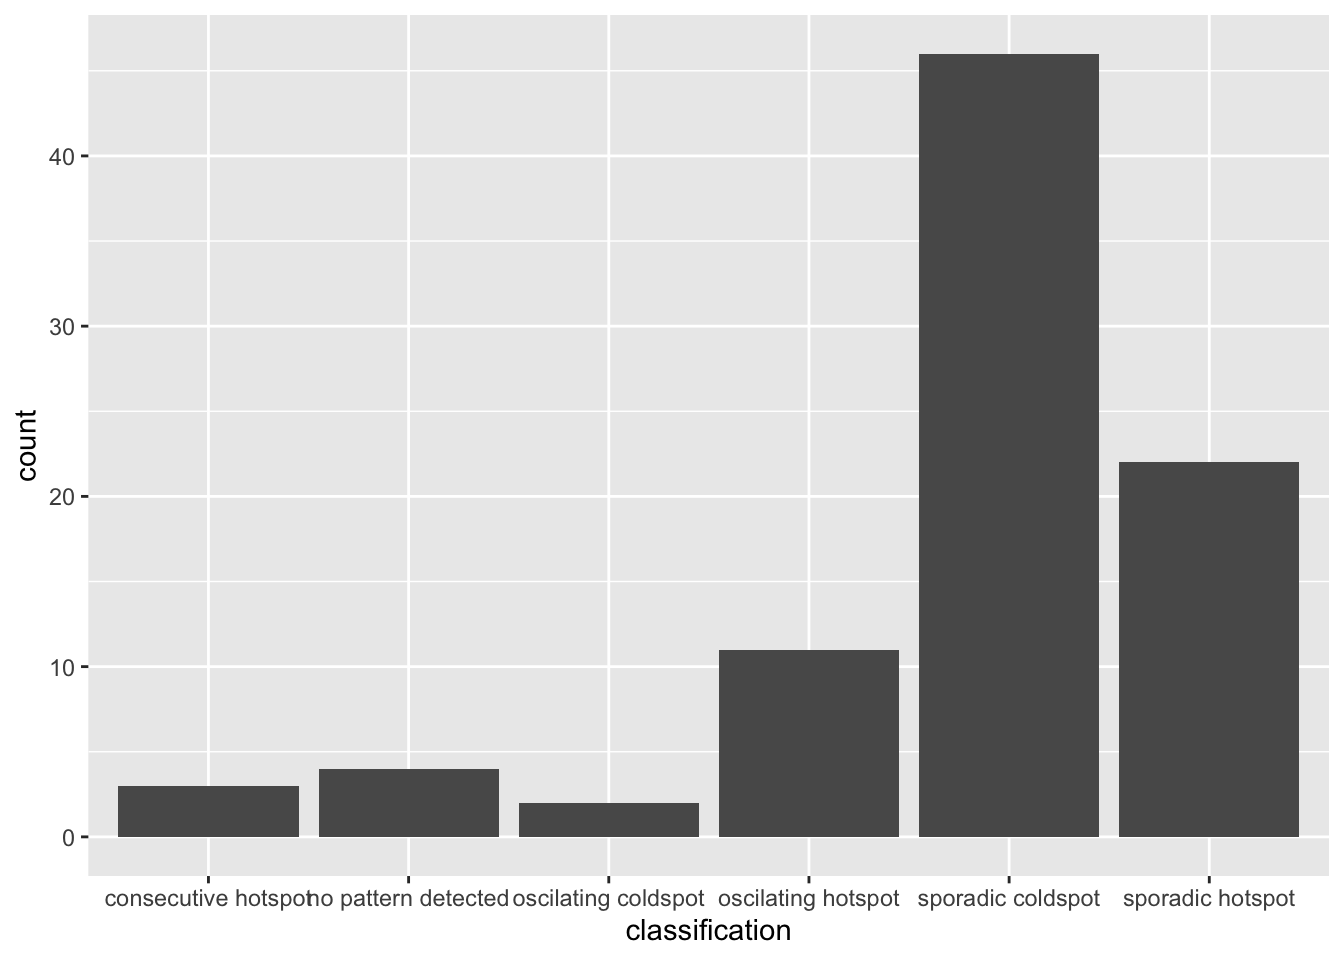 count
40
30
20
10
0
consecutive hotspot
no pattern detected
oscilating coldspot
oscilating hotspot
sporadic coldspot
sporadic hotspot
classification